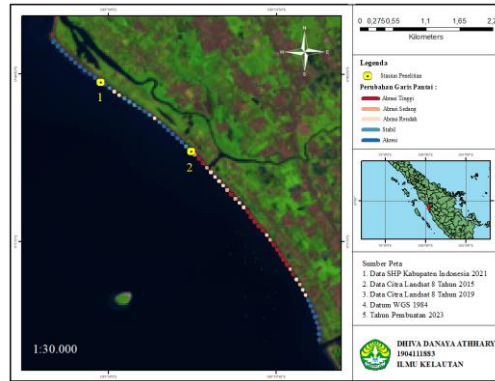 1
2
1:30.000
N
0 0,275 0,55 1,1 1,65 2,2
Kilometers
Legenda
Stasiun Penelitian
Perubahan Garis Pantai :
Abrasi Tinggi
Abrasi Sedang
Abrasi Rendah
Stabil
Akresi
Sumber Peta
1. Data SHP Kabupaten Indonesia 2021
2. Data Citra Landsat 8 Tahun 2015
3. Data Citra Landsat 8 Tahun 2019
4. Datum WGS 1984
5. Tahun Pembuatan 2023
DHIVA DANAYA ATHHARY
1904111883
ILMU KELAUTAN